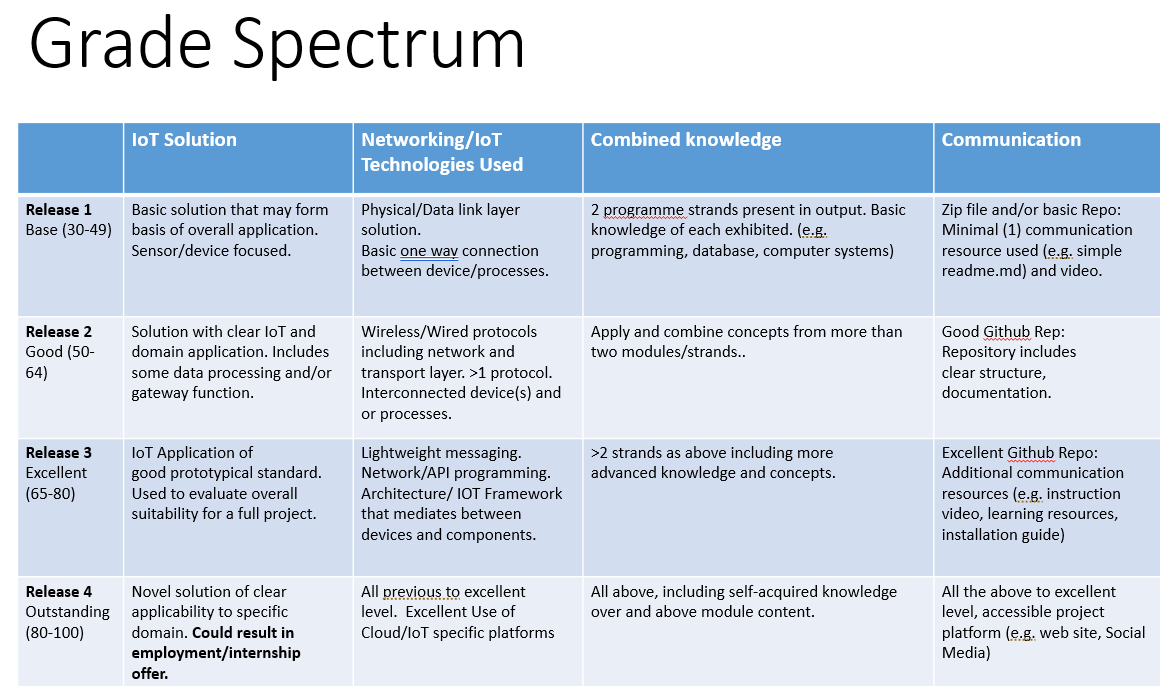 Grade Spectrum
IoT Solution
Networking/IoT
Technologies Used
Combined knowledge
Communication
Release 1
Base (30-49)
Basic solution that may form
basis of overall application.
Sensor/device focused.
Physical/Data link layer
solution.
Basic one way connection
between device/processes.
2 programme strands present in output. Basic
knowledge of each exhibited. (e.g.
programming, database, computer systems)
Zip file and/or basic Repo:
Minimal (1) communication
resource used (e.g. simple
readme.md) and video.
Release 2
Good (50-
64)
Solution with clear IoT and
domain application. Includes
some data processing and/or
gateway function.
Wireless/Wired protocols
including network and
transport layer. >1 protocol.
Interconnected device(s) and
or processes.
Apply and combine concepts from more than
two modules/strands..
Good Github Rep:
Repository includes
clear structure,
documentation.
Release 3
Excellent
(65-80)
IoT Application of
good prototypical standard.
Used to evaluate overall
suitability for a full project.
Lightweight messaging.
Network/API programming.
Architecture/ IOT Framework
that mediates between
devices and components.
>2 strands as above including more
advanced knowledge and concepts.
Excellent Github Repo:
Additional communication
resources (e.g. instruction
video, learning resources,
installation guide)
Release 4
Outstanding
(80-100)
Novel solution of clear
applicability to specific
domain. Could result in
employment/internship
offer.
All previous to excellent
level.  Excellent Use of
Cloud/IoT specific platforms
All above, including self-acquired knowledge
over and above module content.
All the above to excellent
level, accessible project
platform (e.g. web site, Social
Media)